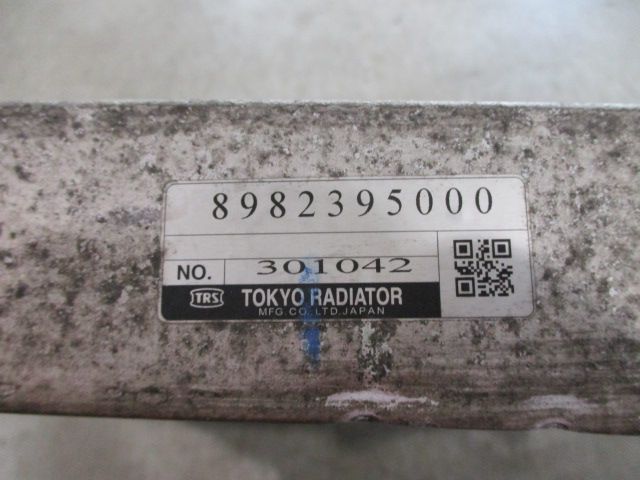 8982395000
NO. 301042
TRS TOKYO RADIATOR
MFG. CO., LTD. JAPAN